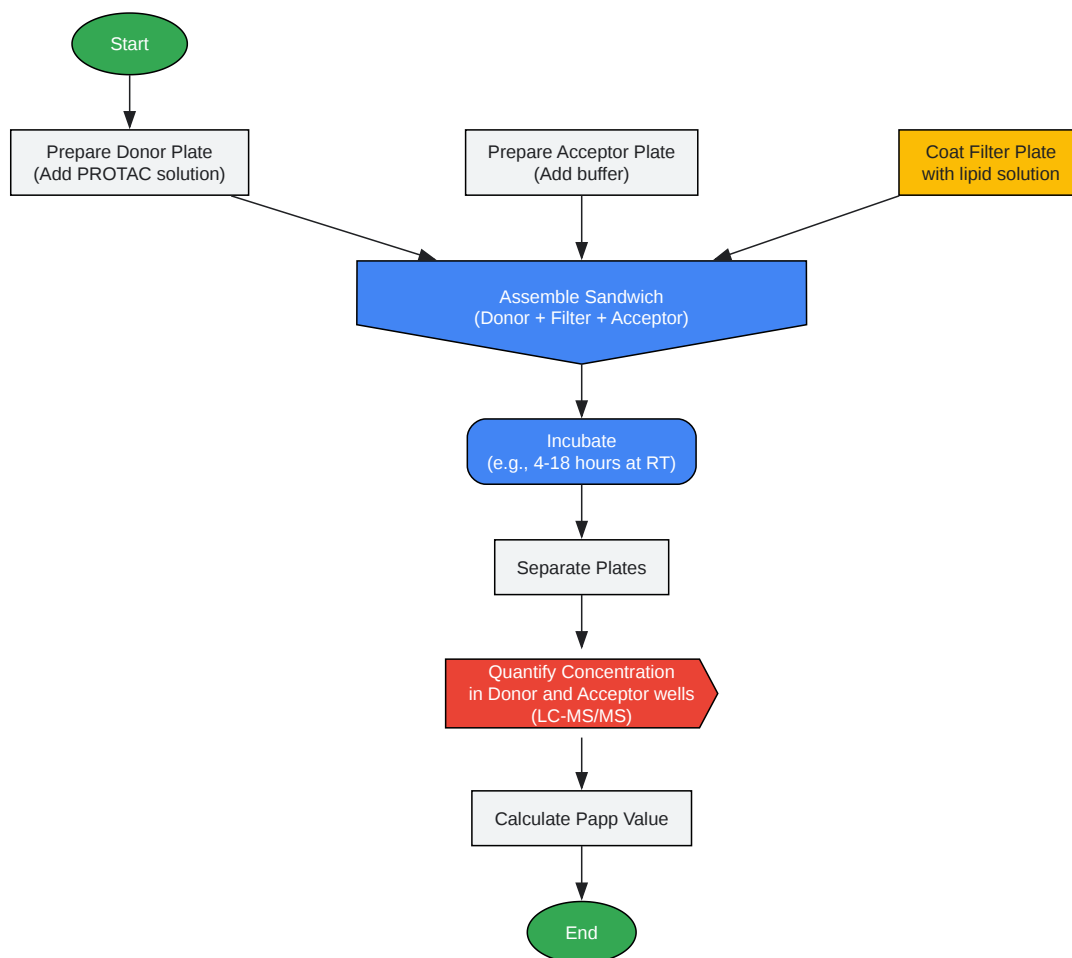 Start
Prepare Donor Plate
(Add PROTAC solution)
Prepare Acceptor Plate
(Add buffer)
Coat Filter Plate
with lipid solution
Assemble Sandwich
(Donor + Filter + Acceptor)
Incubate
(e.g., 4-18 hours at RT)
Separate Plates
Quantify Concentration
in Donor and Acceptor wells
(LC-MS/MS)
Calculate Papp Value
End